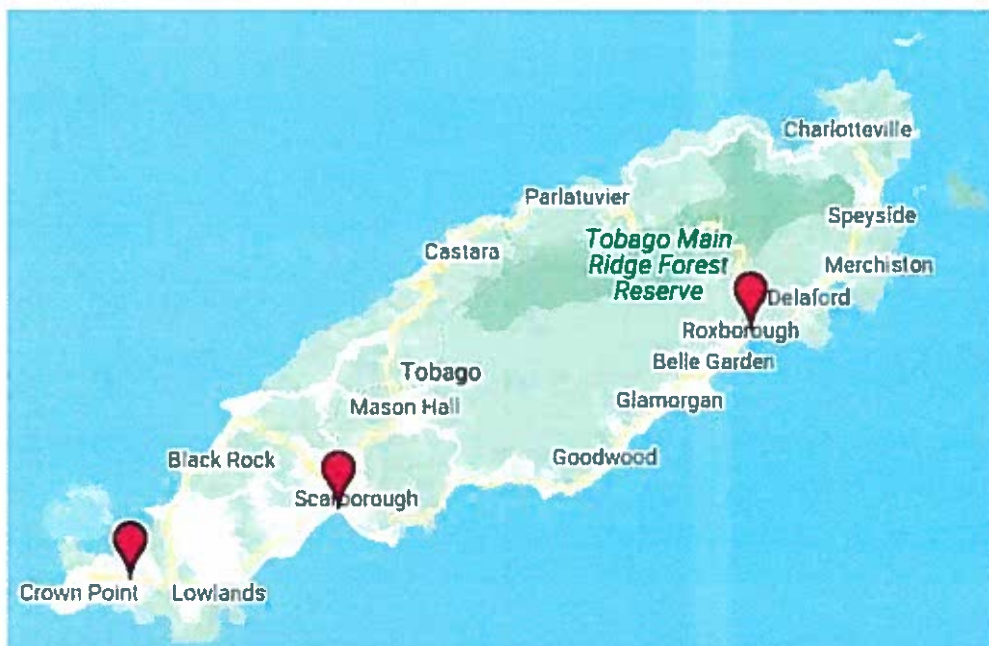 Charlotteville
Parlatuvier
Speyside
Castara
Tobago Main
Ridge Forest
Reserve
Merchiston
Delaford
Roxborough
Belle Garden
Tobago
Glamorgan
Mason Hall
Black Rock
Goodwood
Scarborough
Crown Point
Lowlands